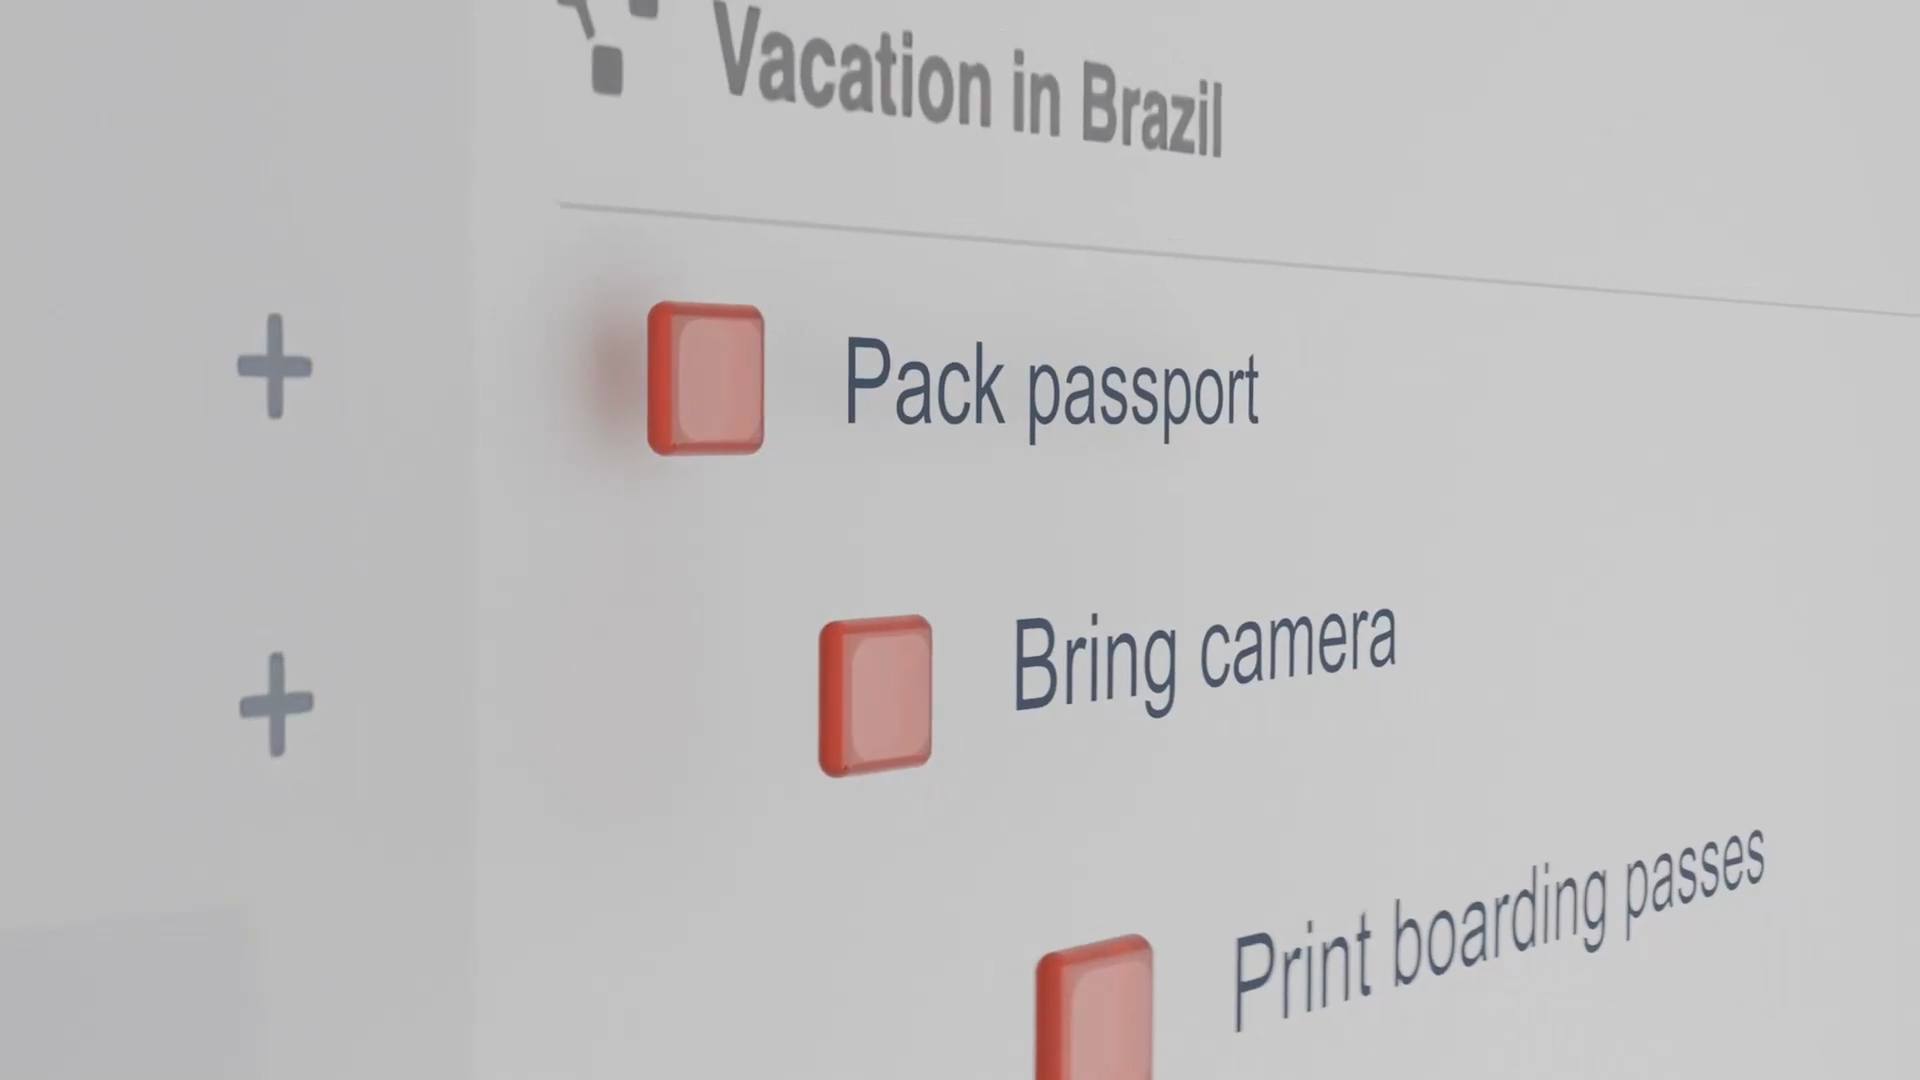 Vacation in Brazil
Pack passport
Bring camera
Print boarding passes